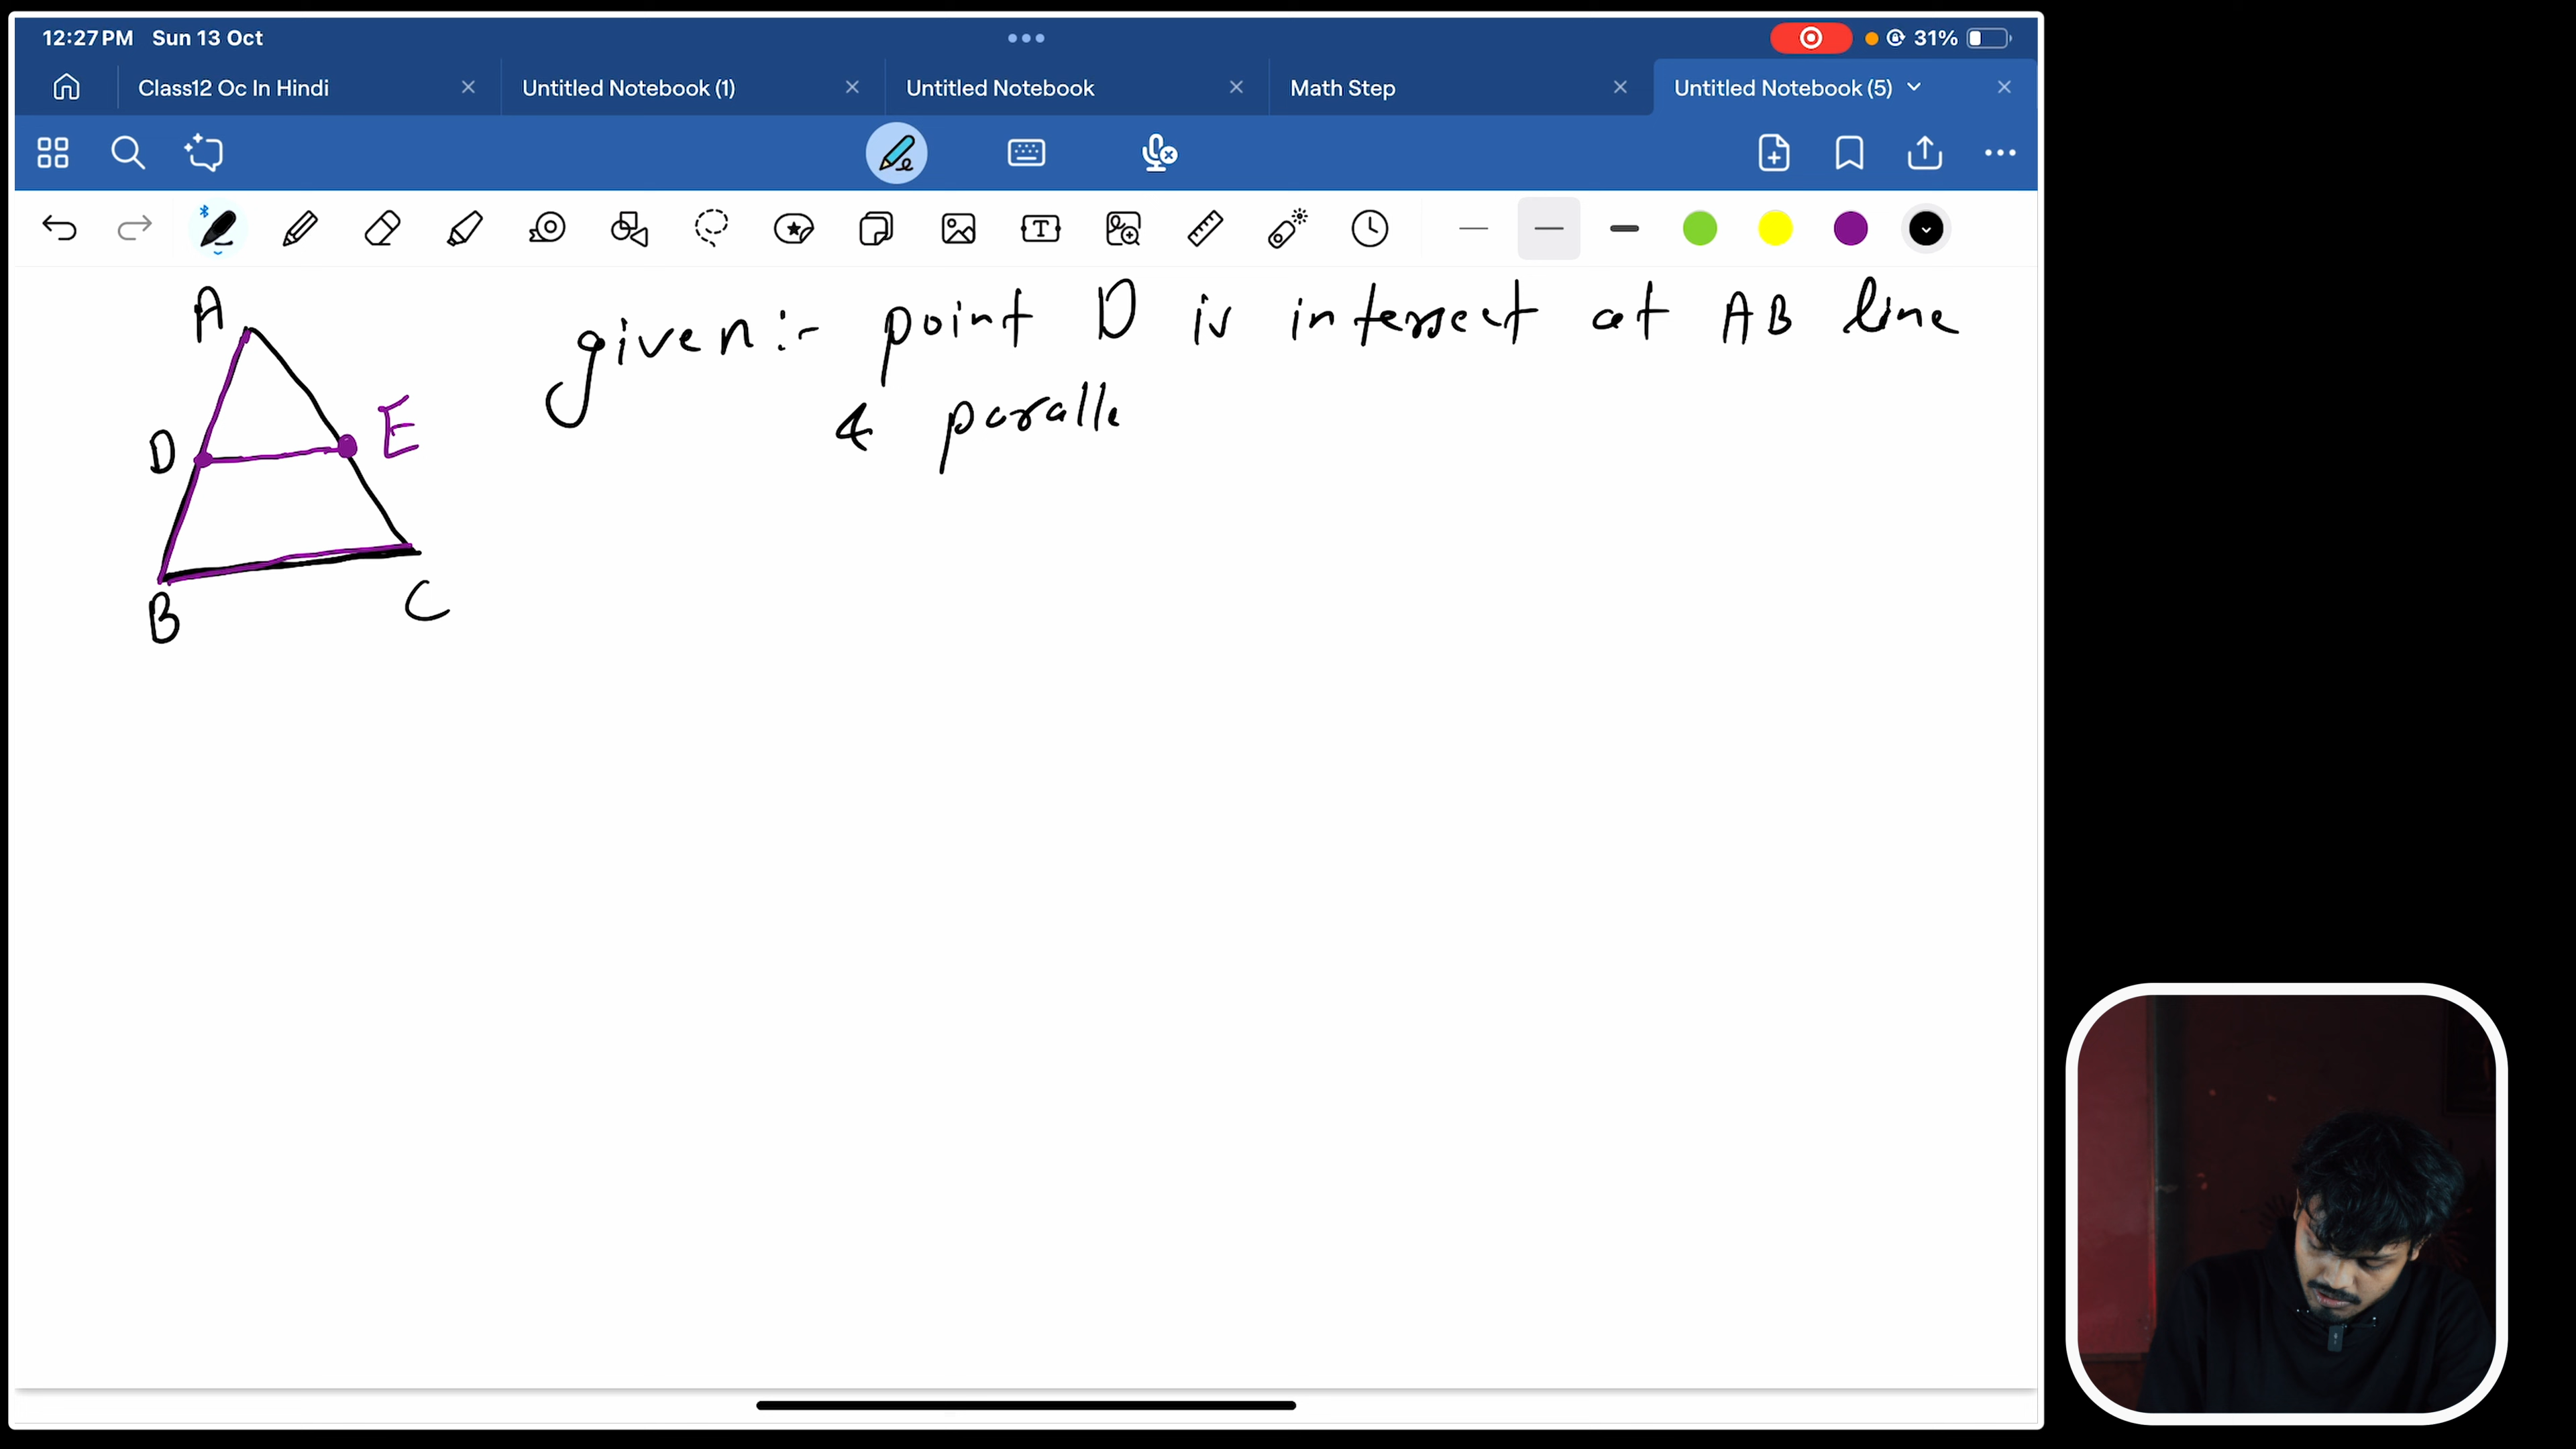 12:27 PM Sun 13 Oct
31%
Class12 Oc In Hindi
Untitled Notebook (1)
Untitled Notebook
Math Step
Untitled Notebook (5)
A
given :- point D is intersect at AB line
& paralle
E
D
B
C